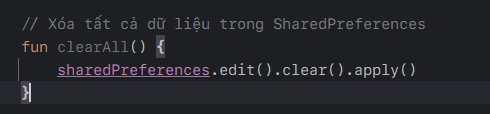 // Xóa tất cả dữ liệu trong SharedPreferences
fun clearAll() {
    sharedPreferences.edit().clear().apply()
}